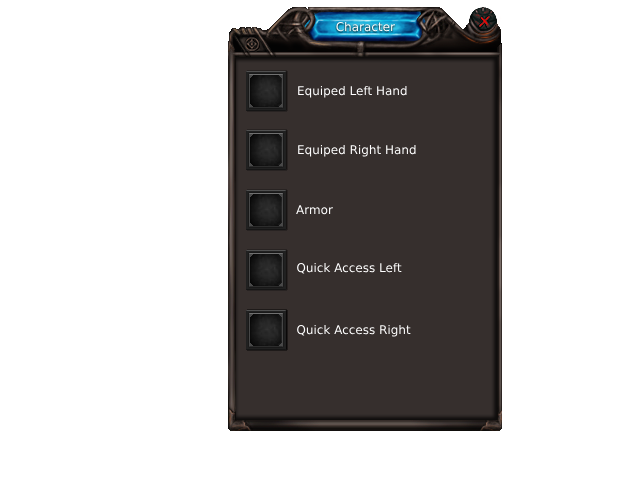 Character
Equiped Left Hand
Equiped Right Hand
Armor
Quick Access Left
Quick Access Right